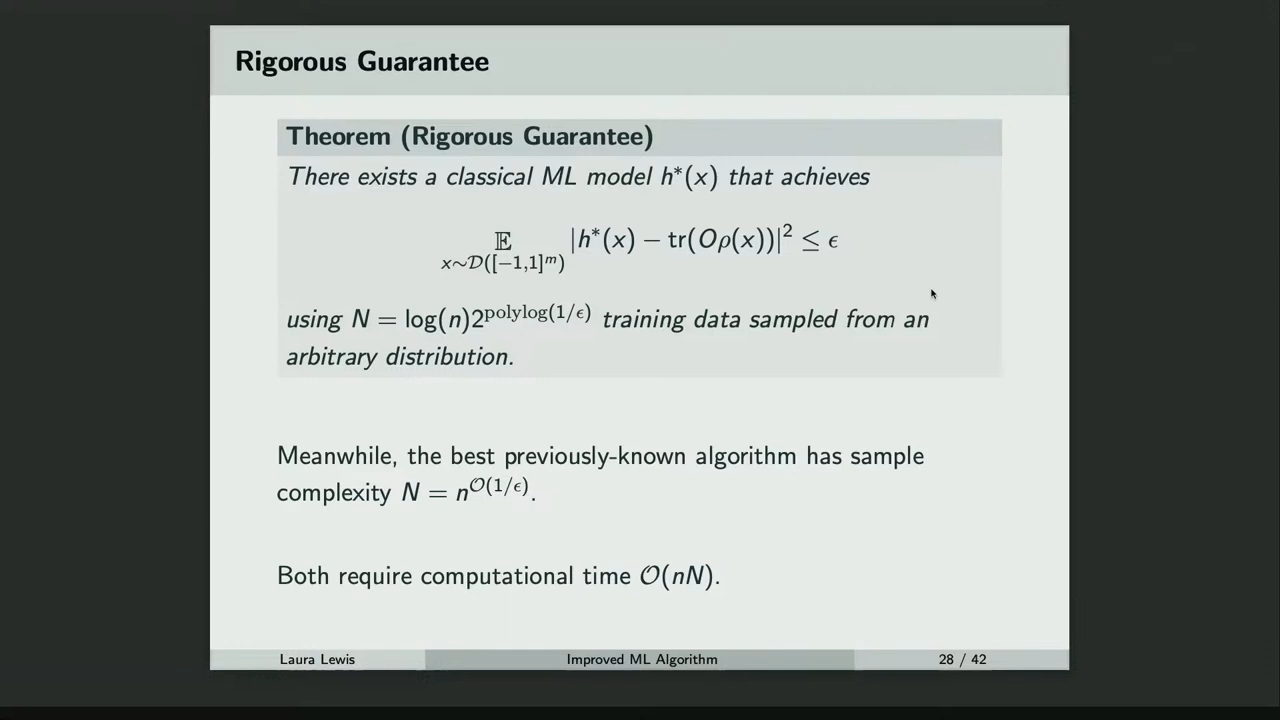 Rigorous Guarantee
Theorem (Rigorous Guarantee)
There exists a classical ML model h*(x) that achieves
𝔼 |h*(x) − tr(Oρ(x))|² ≤ ϵ
x∼𝒟([−1,1]ᵐ)
using N = log(n)2^polylog(1/ϵ) training data sampled from an
arbitrary distribution.
Meanwhile, the best previously-known algorithm has sample
complexity N = n^𝒪(1/ϵ).
Both require computational time 𝒪(nN).
Laura Lewis
Improved ML Algorithm
28 / 42